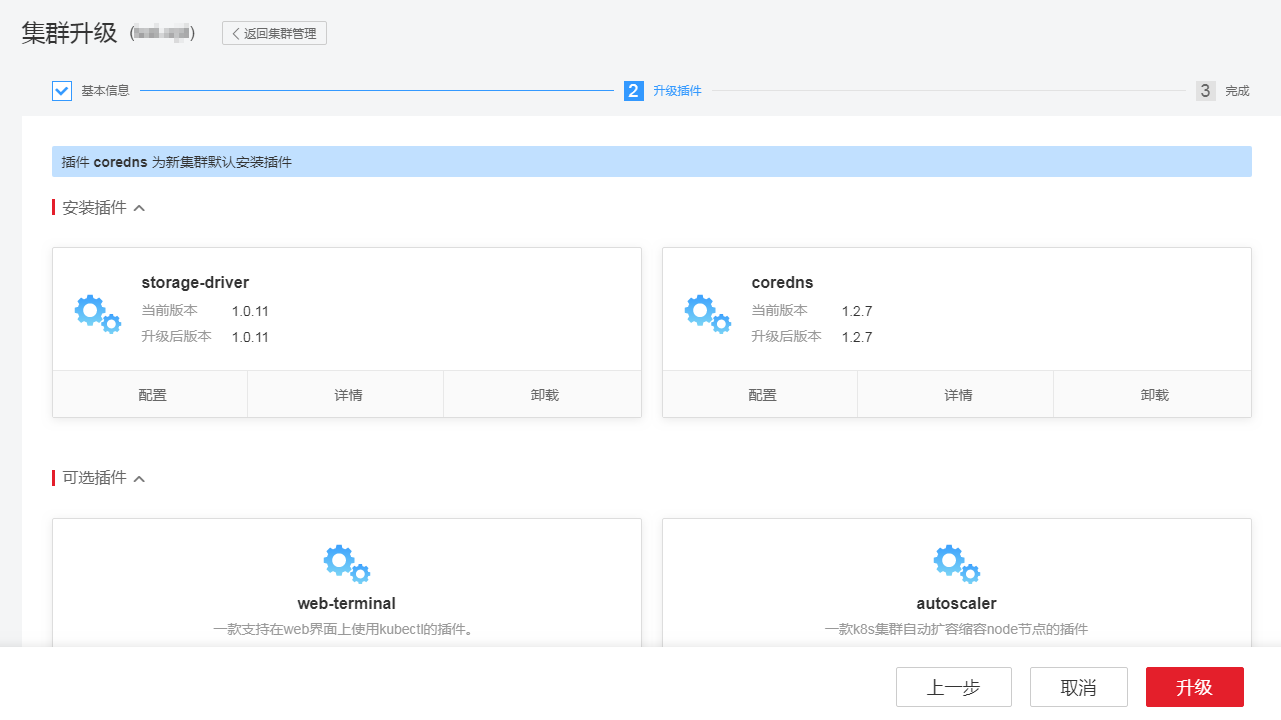 集群升级 ( ) 返回集群管理
基本信息 2 升级插件 3 完成
插件 coredns 为新集群默认安装插件
安装插件
storage-driver
当前版本 1.0.11
升级后版本 1.0.11
配置 详情 卸载
coredns
当前版本 1.2.7
升级后版本 1.2.7
配置 详情 卸载
可选插件
web-terminal
一款支持在web界面上使用kubectl的插件。
autoscaler
一款k8s集群自动扩容缩容node节点的插件
上一步 取消 升级